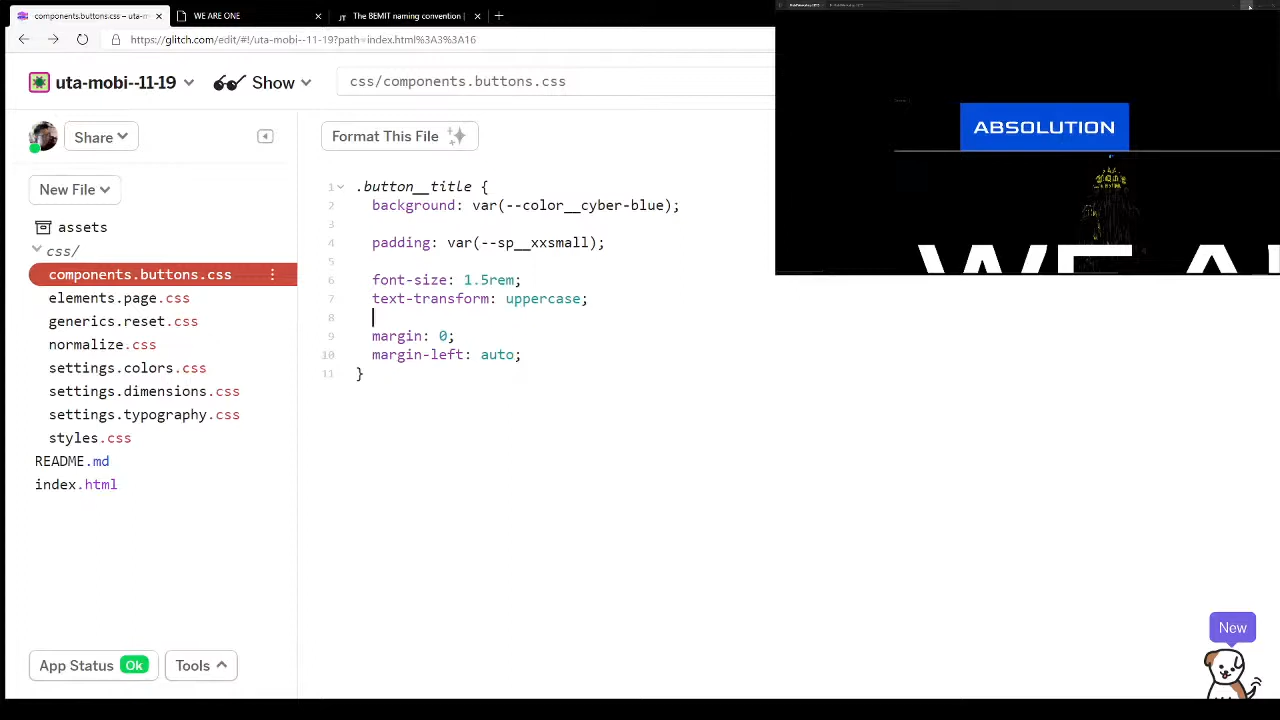 components.buttons.css – uta-m
WE ARE ONE
The BEMIT naming convention |
https://glitch.com/edit/#!/uta-mobi--11-19?path=index.html%3A3%3A16
uta-mobi--11-19
Show
css/components.buttons.css
Share
Format This File
New File
assets
css/
components.buttons.css
elements.page.css
generics.reset.css
normalize.css
settings.colors.css
settings.dimensions.css
settings.typography.css
styles.css
README.md
index.html
1 .button__title {
2 background: var(--color__cyber-blue);
3
4 padding: var(--sp__xxsmall);
5
6 font-size: 1.5rem;
7 text-transform: uppercase;
8
9 margin: 0;
10 margin-left: auto;
11 }
ABSOLUTION
WE A
App Status Ok
Tools
New